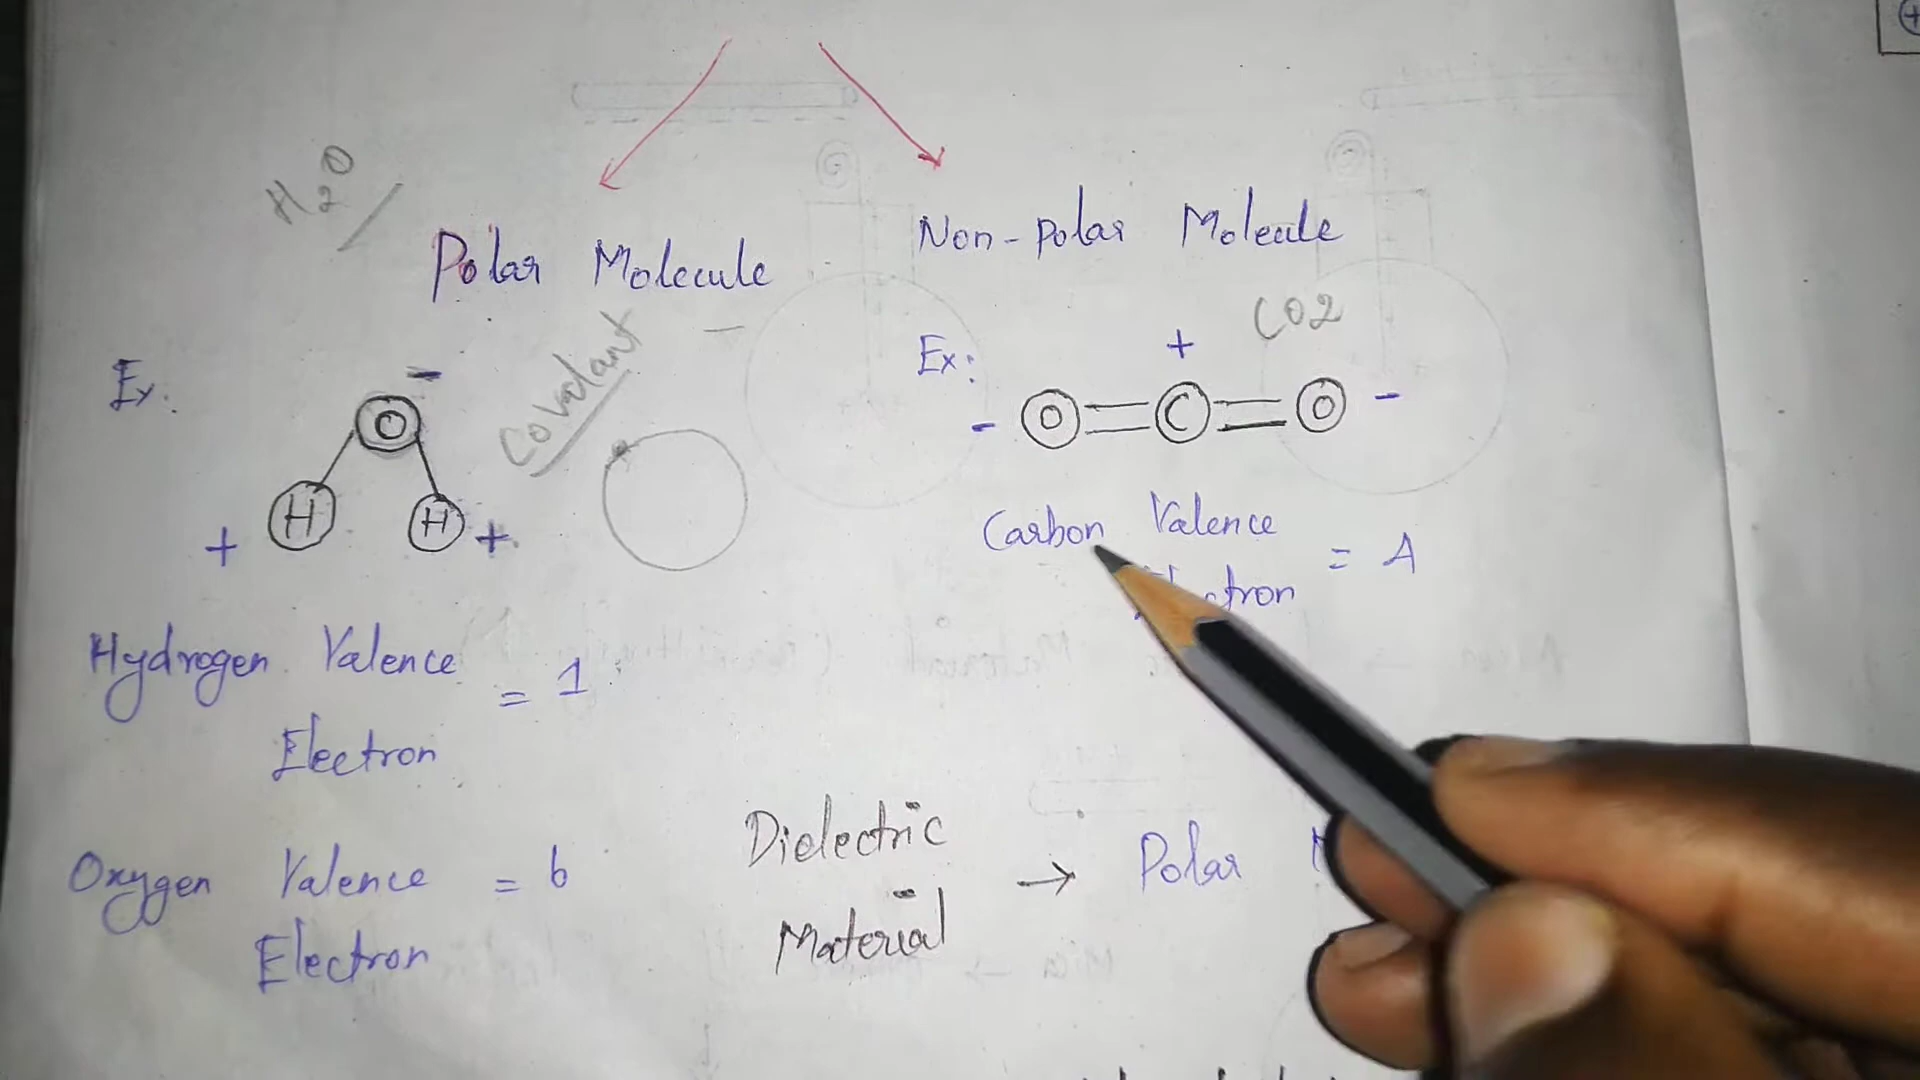 H2O
Polar Molecule
Non-Polar Molecule
Ex.
-
O
H H
+ +
Covalant
-
Ex:
CO2
+
- O = C = O -
Carbon Valence = 4
Hydrogen Valence = 1
Electron
Oxygen Valence = 6
Electron
Dielectric
Material
→ Polar